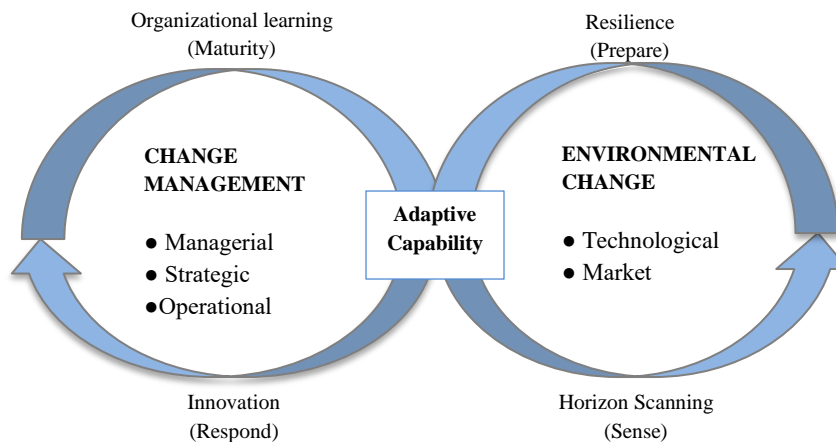 Organizational learning
(Maturity)
Resilience
(Prepare)
CHANGE
MANAGEMENT
● Managerial
● Strategic
●Operational
Adaptive
Capability
ENVIRONMENTAL
CHANGE
● Technological
● Market
Innovation
(Respond)
Horizon Scanning
(Sense)